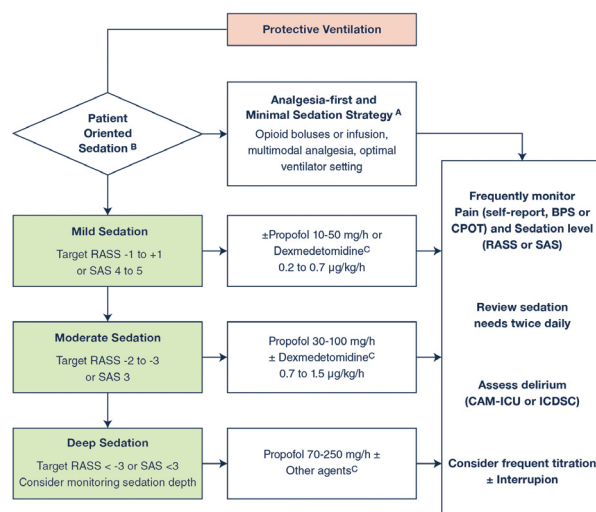 Protective Ventilation
Patient
Oriented
Sedation B
Analgesia-first and
Minimal Sedation Strategy A
Opioid boluses or infusion,
multimodal analgesia, optimal
ventilator setting
Mild Sedation
Target RASS -1 to +1
or SAS 4 to 5
±Propofol 10-50 mg/h or
DexmedetomidineC
0.2 to 0.7 µg/kg/h
Moderate Sedation
Target RASS -2 to -3
or SAS 3
Propofol 30-100 mg/h
± DexmedetomidineC
0.7 to 1.5 µg/kg/h
Deep Sedation
Target RASS < -3 or SAS <3
Consider monitoring sedation depth
Propofol 70-250 mg/h ±
Other agentsC
Frequently monitor
Pain (self-report, BPS or
CPOT) and Sedation level
(RASS or SAS)
Review sedation
needs twice daily
Assess delirium
(CAM-ICU or ICDSC)
Consider frequent titration
± Interrupion